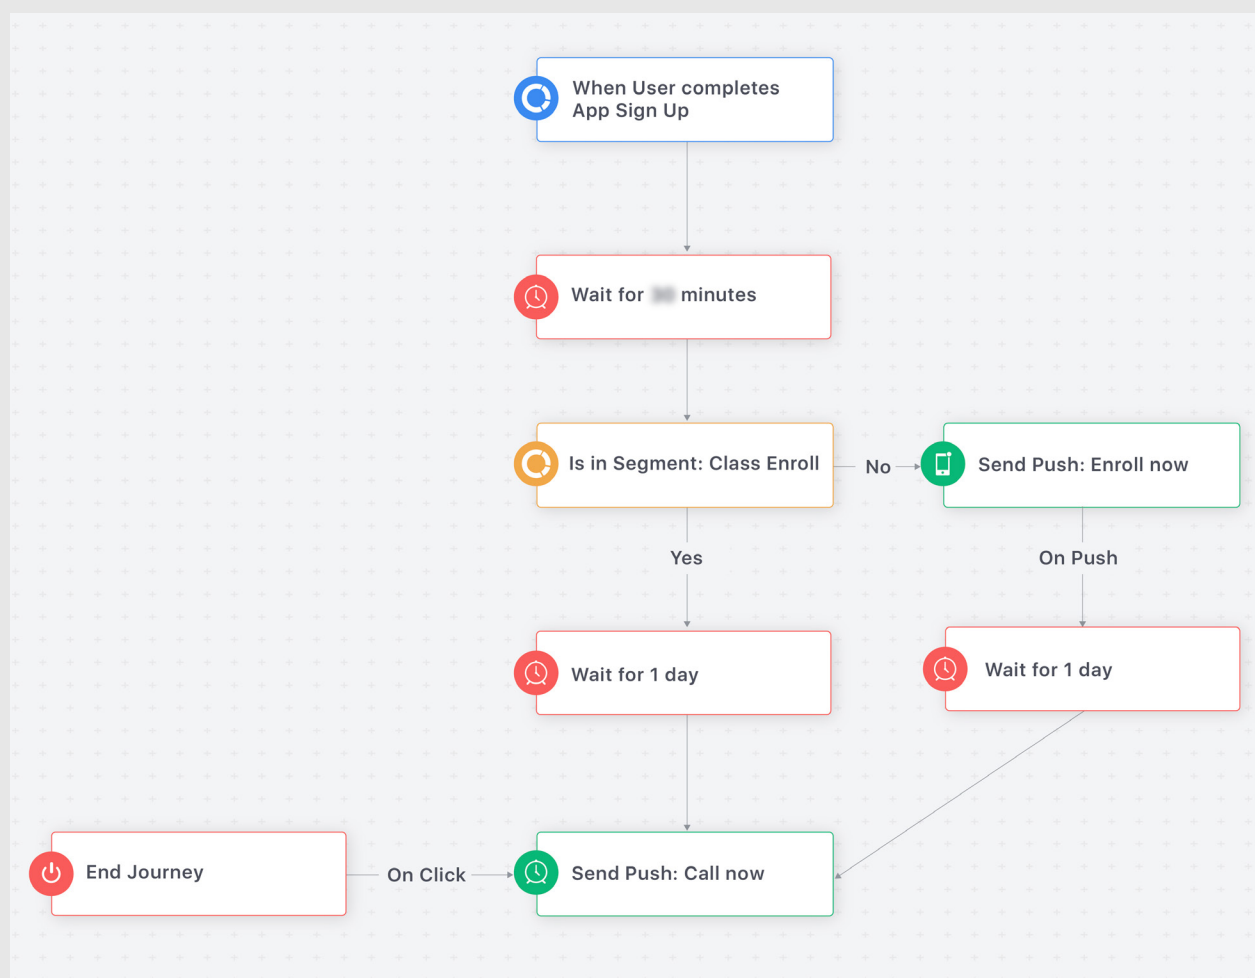 When User completes
App Sign Up
Wait for minutes
Is in Segment: Class Enroll
No
Send Push: Enroll now
Yes
On Push
Wait for 1 day
Wait for 1 day
End Journey
On Click
Send Push: Call now